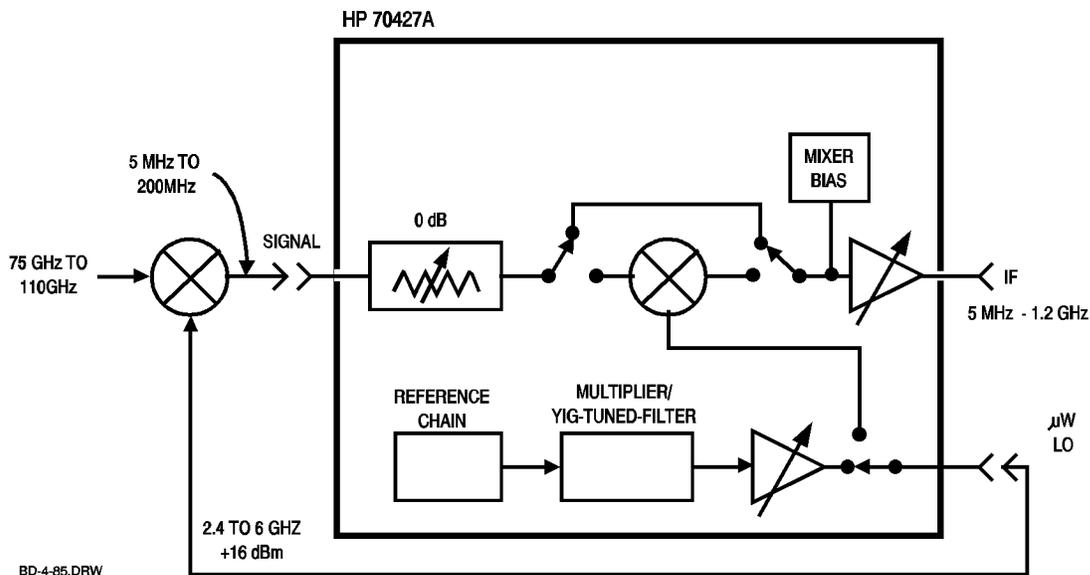 HP 70427A
5 MHz TO
200MHz
MIXER
BIAS
0 dB
SIGNAL
75 GHz TO
110GHz
IF
5 MHz - 1.2 GHz
REFERENCE
CHAIN
MULTIPLIER/
YIG-TUNED-FILTER
µW
LO
2.4 TO 6 GHZ
+16 dBm
BD-4-85.DRW